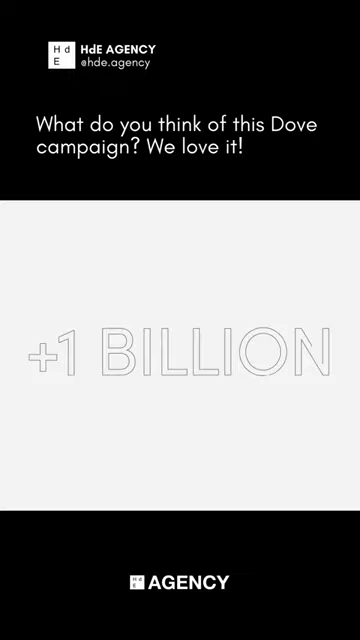 H d
E
HdE AGENCY
@hde.agency
What do you think of this Dove
campaign? We love it!
+1 BILLION
H d
E
AGENCY